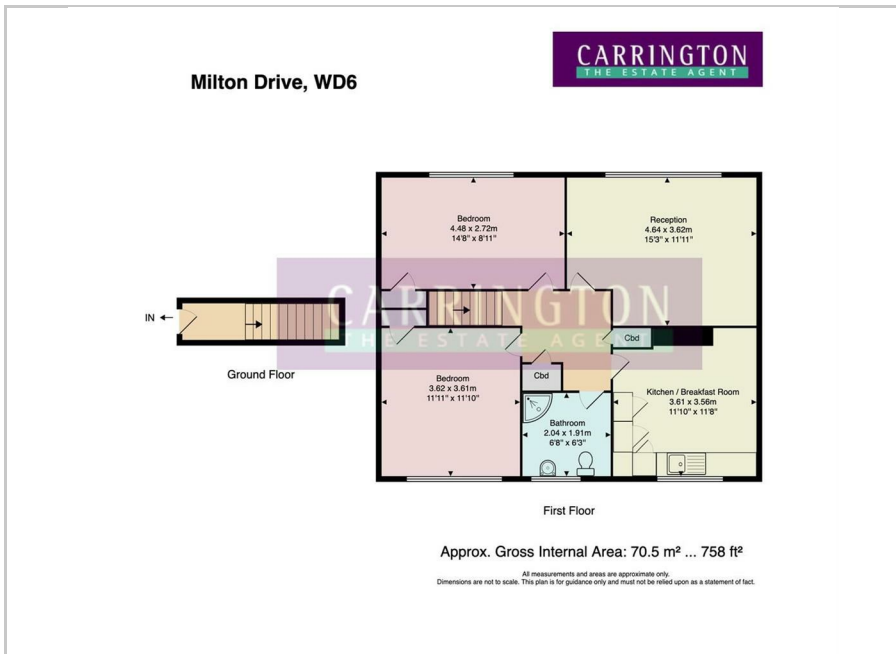 CARRINGTON
THE ESTATE AGENT
Milton Drive, WD6
Bedroom
4.48 x 2.72m
14'8" x 8'11"
Reception
4.64 x 3.62m
15'3" x 11'11"
CARRINGTON
THE ESTATE AGENT
IN
Ground Floor
Cbd
Bedroom
3.62 x 3.61m
11'11" x 11'10"
Cbd
Kitchen / Breakfast Room
3.61 x 3.56m
11'10" x 11'8"
Bathroom
2.04 x 1.91m
6'8" x 6'3"
First Floor
Approx. Gross Internal Area: 70.5 m² ... 758 ft²
All measurements and areas are approximate only.
Dimensions are not to scale. This plan is for guidance only and must not be relied upon as a statement of fact.